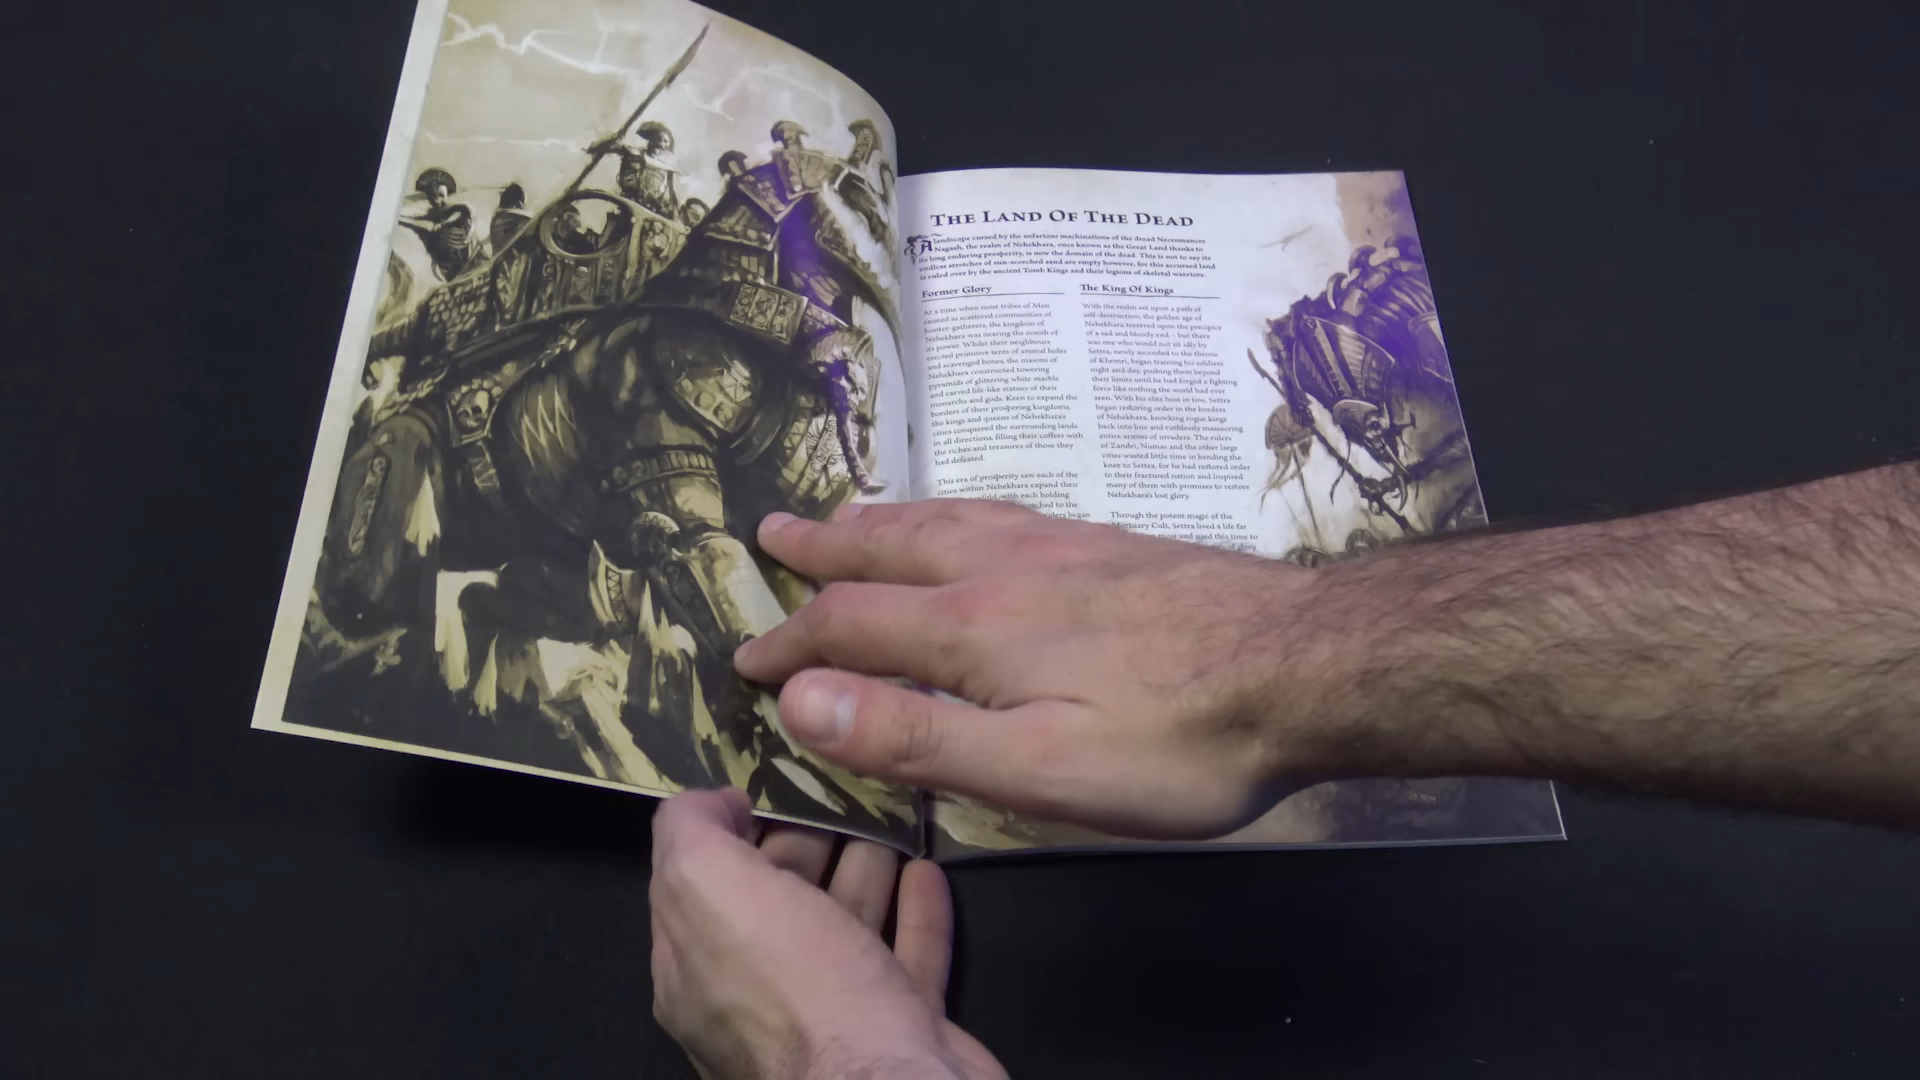 THE LAND OF THE DEAD
A landscape cursed by the nefarious machinations of the dread Necromancer
Nagash, the realm of Nehekhara, once known as the Great Land thanks to
its long enduring prosperity, is now the domain of the dead. This is not to say its
endless stretches of sun-scorched sand are empty however, for this accursed land
is ruled over by the ancient Tomb Kings and their legions of skeletal warriors.
Former Glory
At a time when most tribes of Men
existed as scattered communities of
hunter-gatherers, the kingdom of
Nehekhara was nearing the zenith of
its power. Whilst their neighbours
erected primitive tents of animal hides
and scavenged bones, the masons of
Nehekhara constructed towering
pyramids of glittering white marble
and carved life-like statues of their
monarchs and gods. Keen to expand the
borders of their prospering kingdoms,
the kings and queens of Nehekhara's
cities conquered the surrounding lands
in all directions, filling their coffers with
the riches and treasures of those they
had defeated.
This era of prosperity saw each of the
cities within Nehekhara expand their
with each holding
to the
began
The King Of Kings
With the realm set upon a path of
self-destruction, the golden age of
Nehekhara teetered upon the precipice
of a sad and bloody end – but there
was one who would not sit idly by.
Settra, newly ascended to the throne
of Khemri, began training his soldiers
night and day, pushing them beyond
their limits until he had forged a fighting
force like nothing the world had ever
seen. With his elite host in tow, Settra
began restoring order in the borders
of Nehekhara, knocking rogue kings
back into line and ruthlessly massacring
entire armies of invaders. The rulers
of Zandri, Numas and the other large
cities wasted little time in bending the
knee to Settra, for he had restored order
to their fractured nation and inspired
many of them with promises to restore
Nehekhara's lost glory.
Through the potent magic of the
Mortuary Cult, Settra lived a life far
most and used this time to
of glory